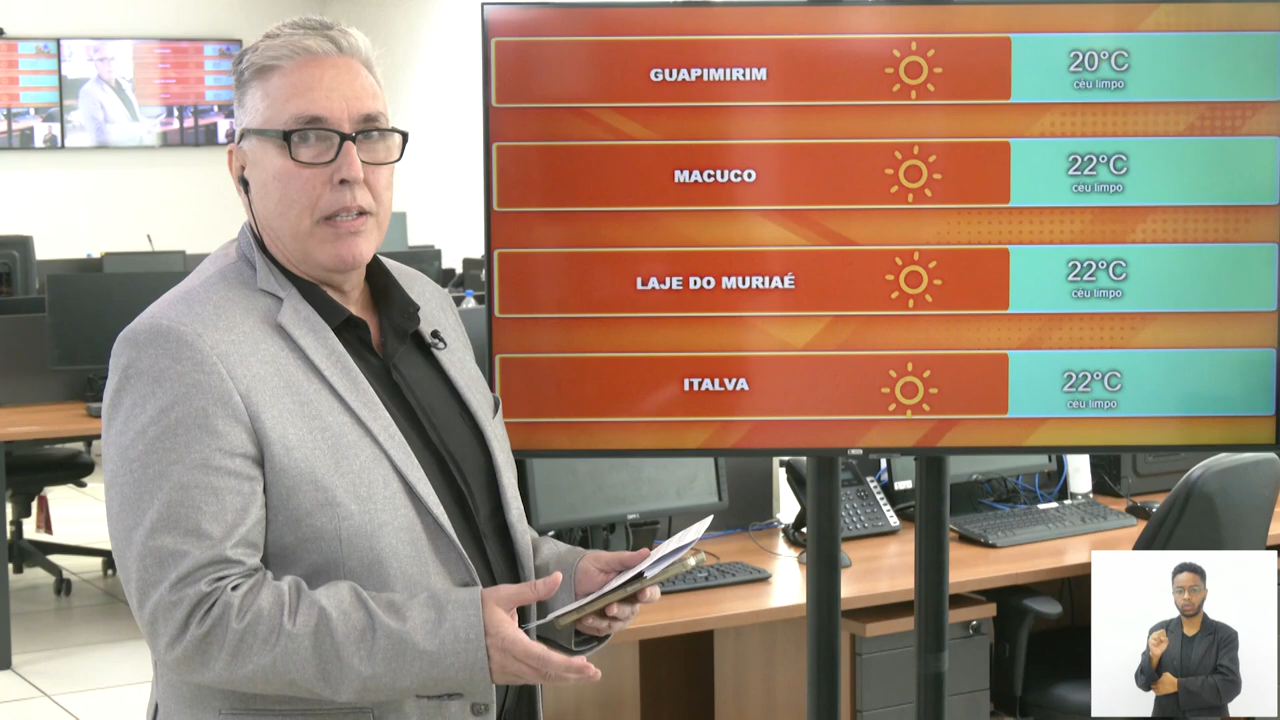 GUAPIMIRIM
20°C
céu limpo
MACUCO
22°C
céu limpo
LAJE DO MURIAÉ
22°C
céu limpo
ITALVA
22°C
céu limpo